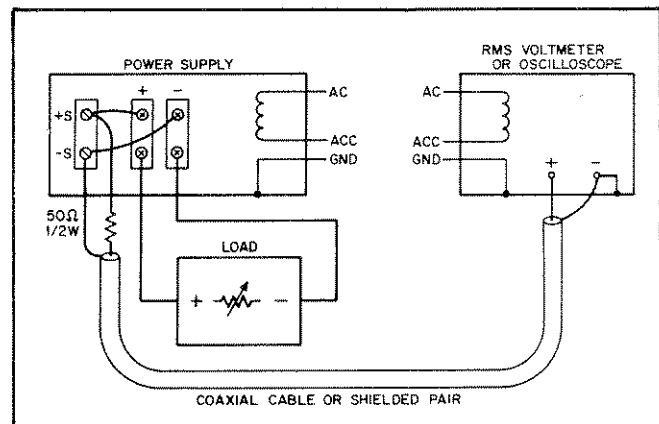 POWER SUPPLY
RMS VOLTMETER
OR OSCILLOSCOPE
+ -
+S
-S
AC
ACC
GND
AC
ACC
GND
+ -
50Ω
1/2W
LOAD
+ -
COAXIAL CABLE OR SHIELDED PAIR